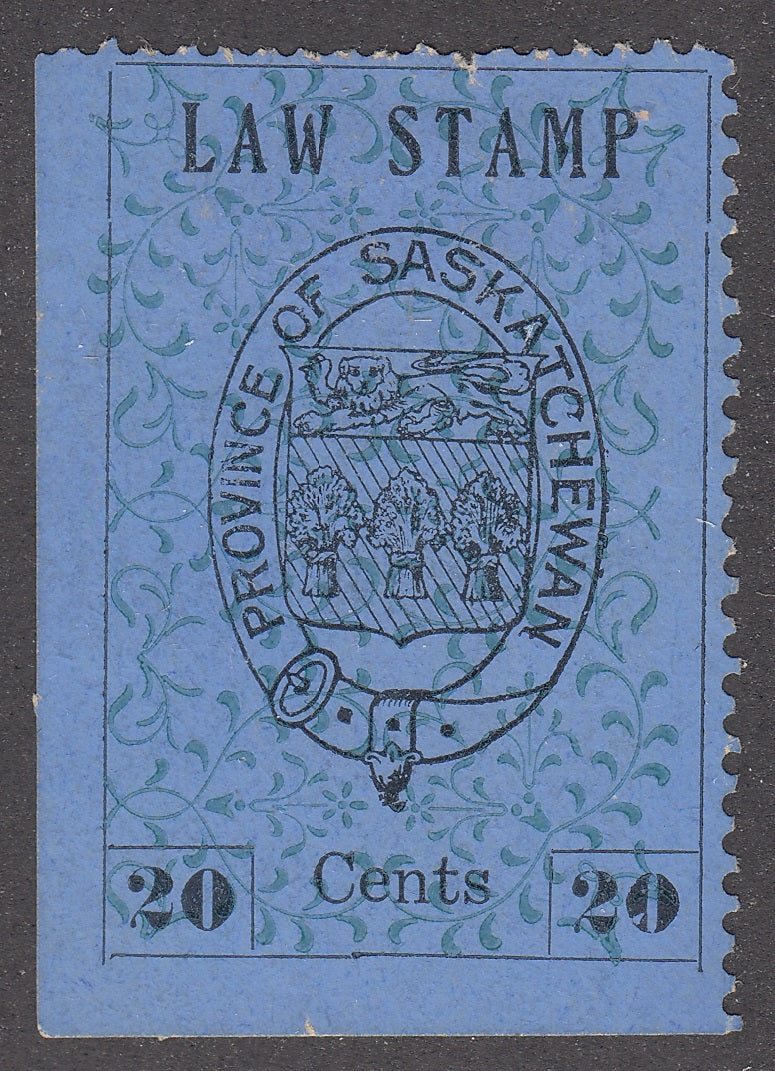 LAW STAMP
PROVINCE OF SASKATCHEWAN
20 Cents 20